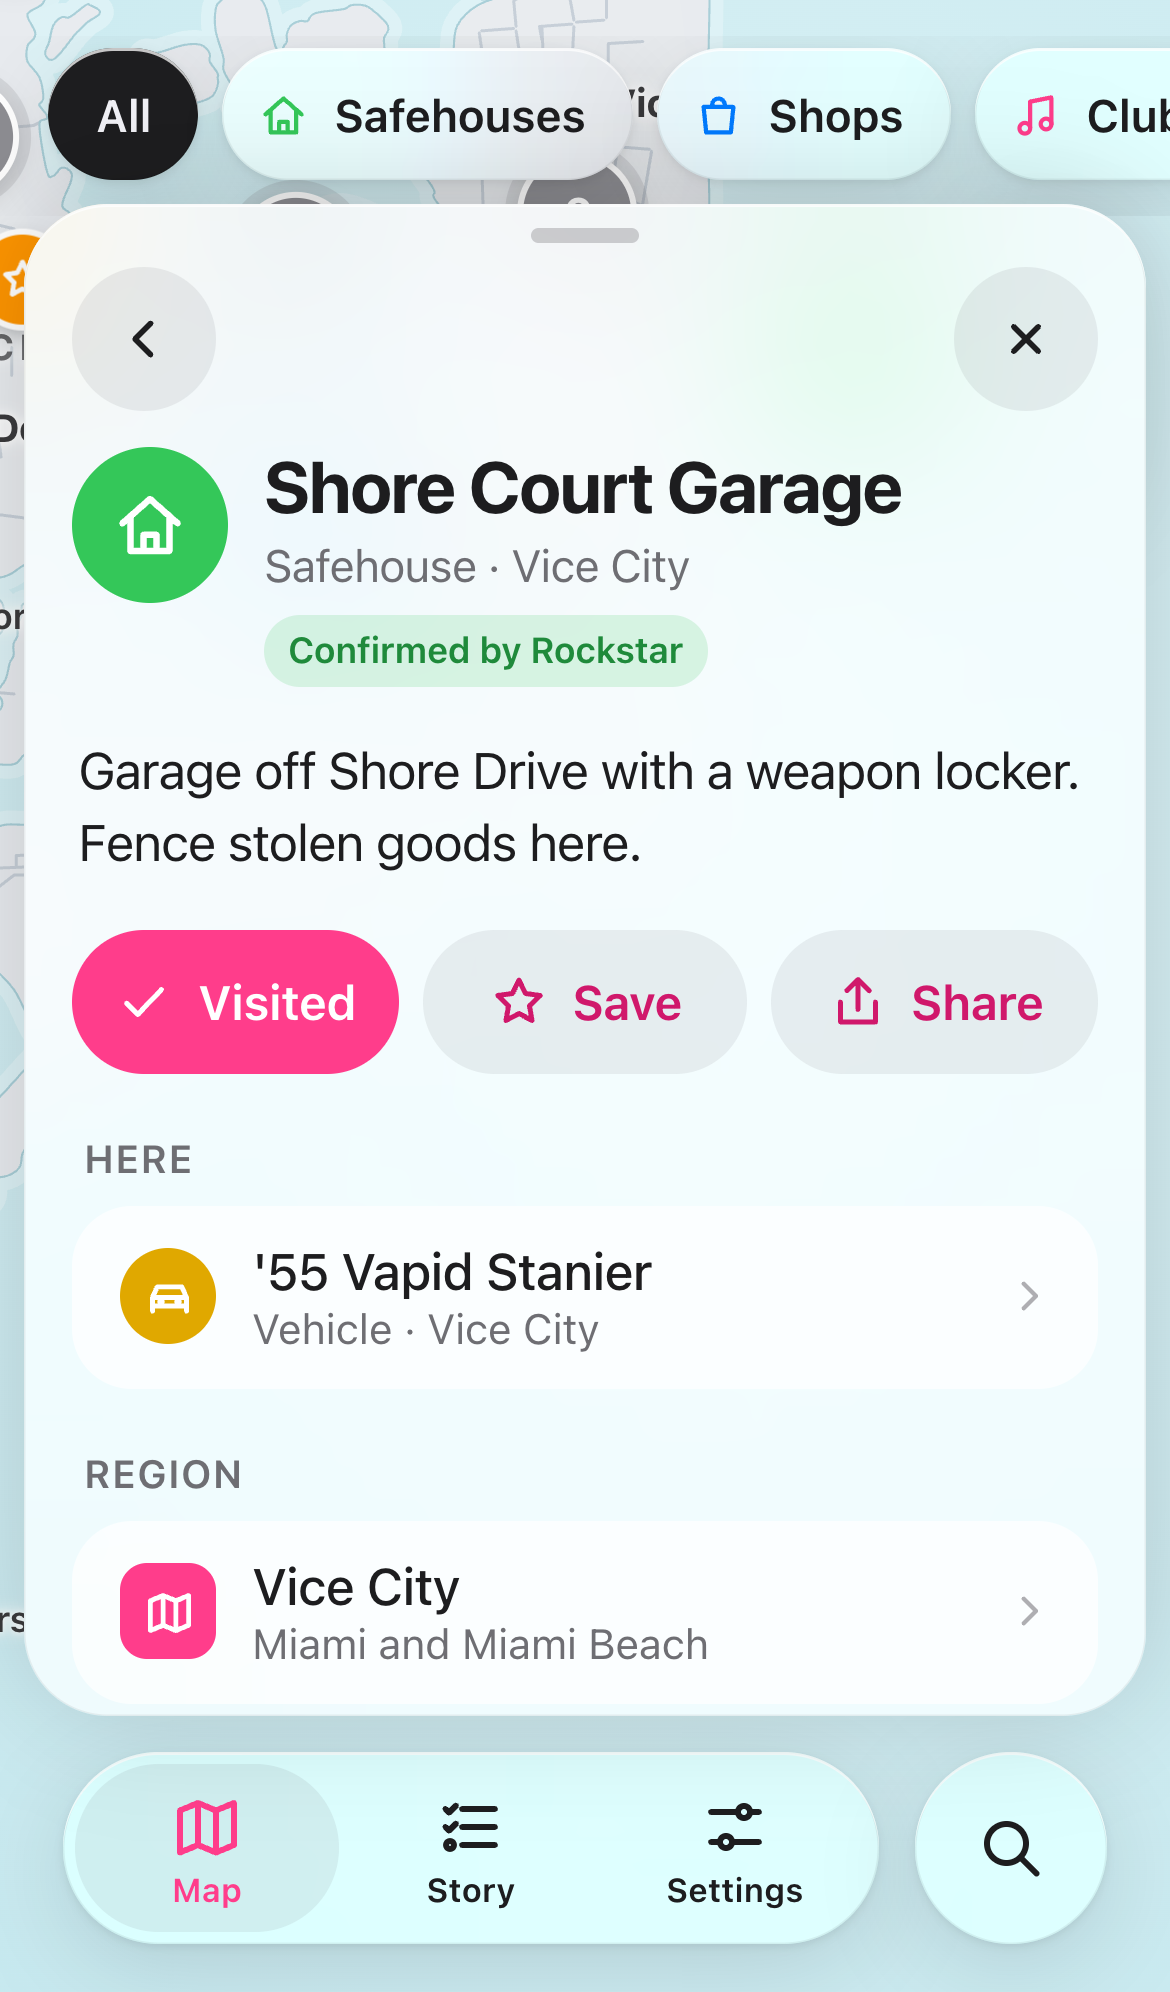 All
Safehouses
Shops
Shore Court Garage
Safehouse · Vice City
Confirmed by Rockstar
Garage off Shore Drive with a weapon locker.
Fence stolen goods here.
Visited
Save
Share
HERE
'55 Vapid Stanier
Vehicle · Vice City
REGION
Vice City
Miami and Miami Beach
Map
Story
Settings